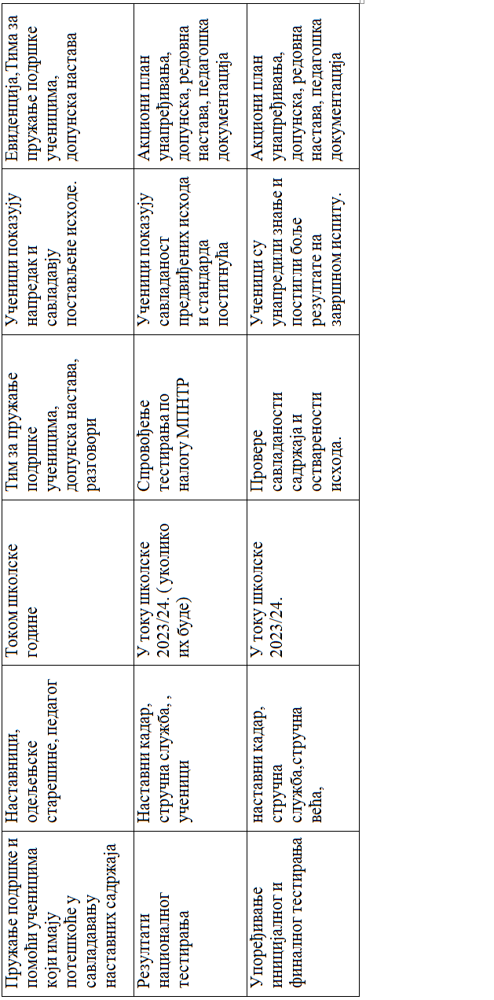 Пружање подршке и
помоћи ученицима
који имају
потешкоће у
савладавању
наставних садржаја
Наставници,
одељењске
старешине, педагог
Током школске
године
Тим за пружање
подршке
ученицима,
допунска настава,
разговори
Ученици показују
напредак и
савладавју
постављене исходе.
Евиденција,Тима за
пружање подршке
ученицима,
допунска настава
Резултати
националног
тестирања
Наставни кадар,
стручна служба, ,
ученици
У току школске
2023/24. ( уколико
их буде)
Спровођење
тестирања по
налогу МПНТР
Ученици показују
савладаност
предвиђених исхода
и стандарда
постигнућа
Акциони план
унапређивања,
допунска, редовна
настава, педагошка
документација
Упоређивање
иницијалног и
финалног тестирања
наставни кадар,
стручна
служба,стручна
већа,
У току школске
2023/24.
Провере
савладаности
садржаја и
остварености
исхода.
Ученици су
унапредили знање и
постигли боље
резултате на
завршном испиту.
Акциони план
унапређивања,
допунска, редовна
настава, педагошка
документација